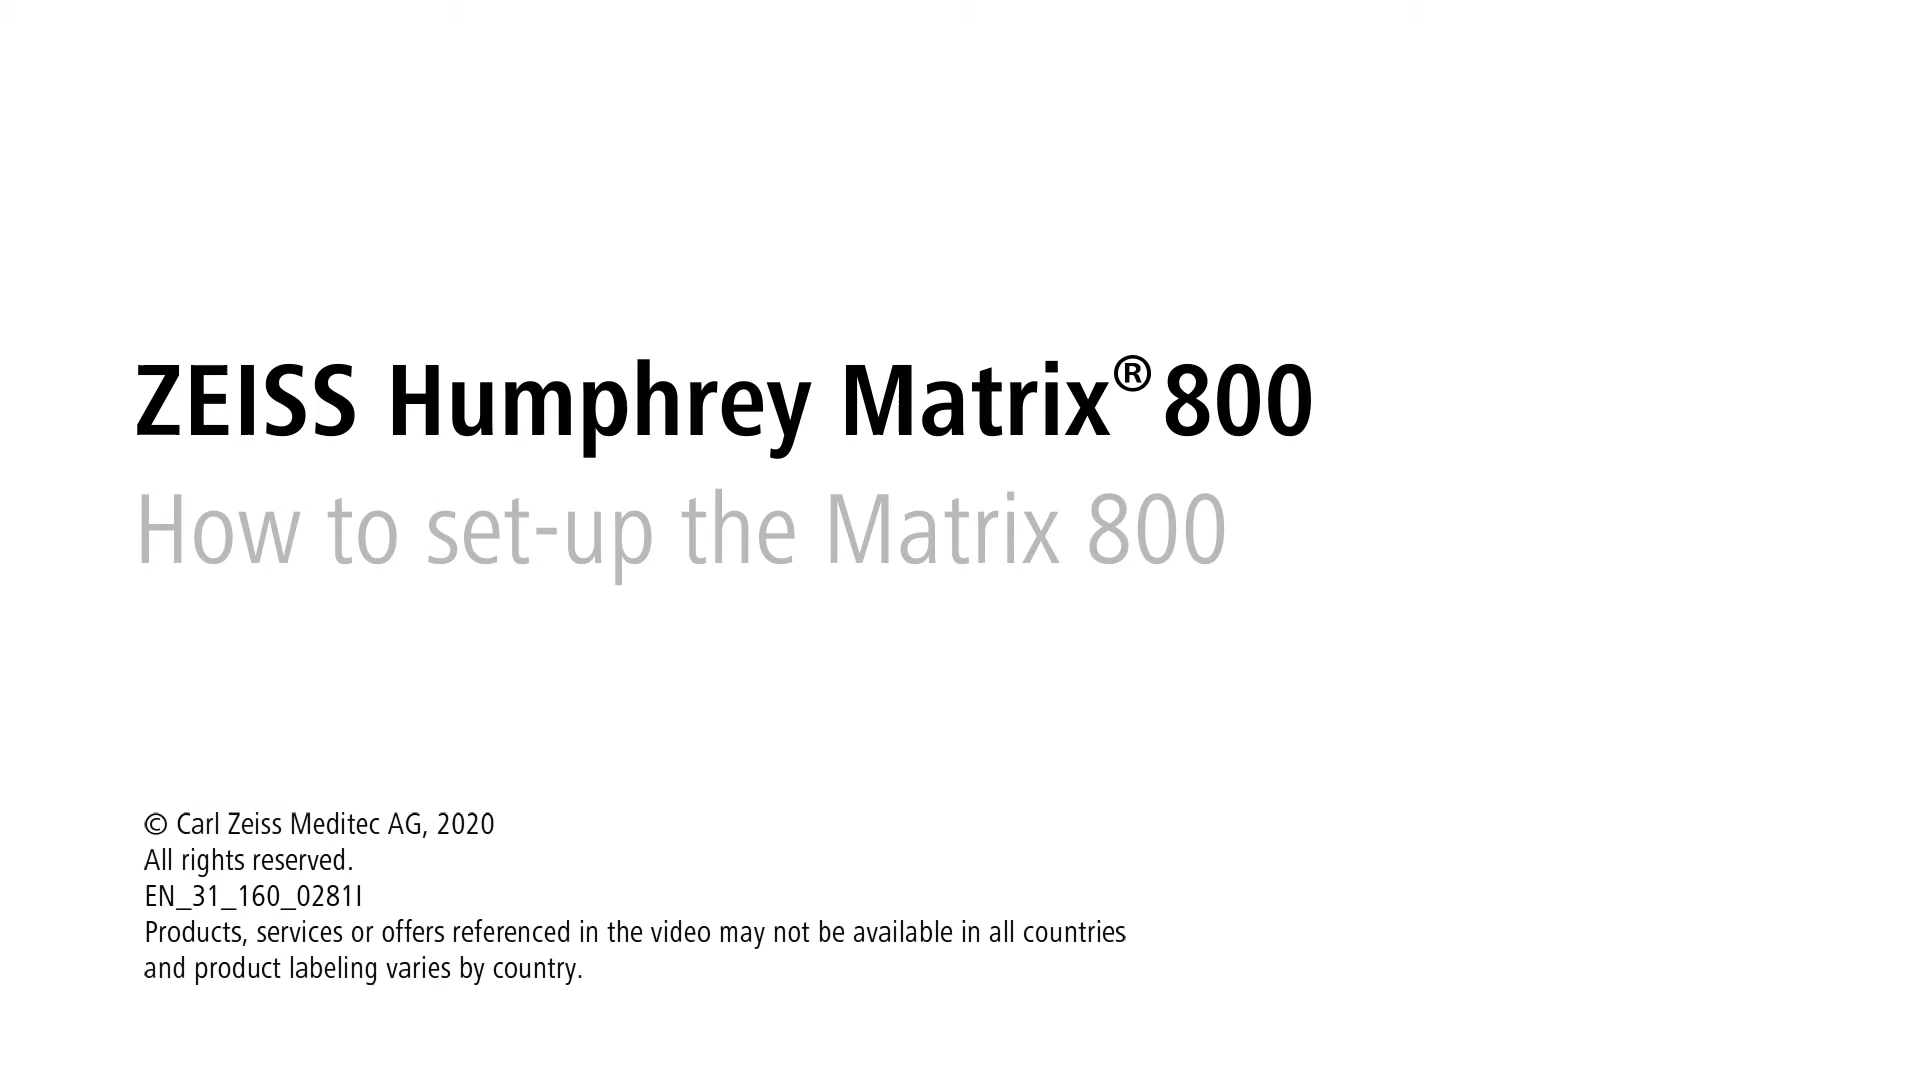 ZEISS Humphrey Matrix® 800
How to set-up the Matrix 800
© Carl Zeiss Meditec AG, 2020
All rights reserved.
EN_31_160_0281I
Products, services or offers referenced in the video may not be available in all countries
and product labeling varies by country.